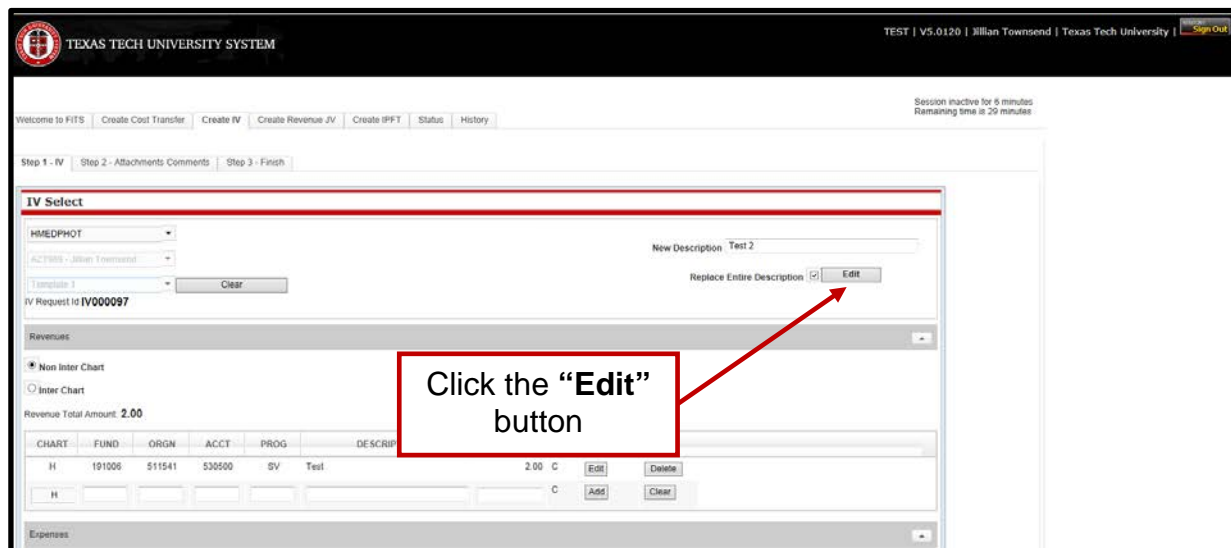 TEXAS TECH UNIVERSITY SYSTEM
TEST | V5.0120 | Jillian Townsend | Texas Tech University | Sign Out
Session inactive for 6 minutes
Remaining time is 29 minutes
Welcome to FITS Create Cost Transfer Create IV Create Revenue JV Create IPFT Status History
Step 1 - IV Step 2 - Attachments Comments Step 3 - Finish
IV Select
HMEDPHOT
New Description Test 2
- Jillian Townsend
Replace Entire Description Edit
Template 1 Clear
IV Request Id IV000097
Revenues
Non Inter Chart
Inter Chart
Click the “Edit”
button
Revenue Total Amount 2.00
CHART FUND ORGN ACCT PROG DESCRIP
H 191006 511541 530500 SV Test 2.00 C Edit Delete
H C Add Clear
Expenses